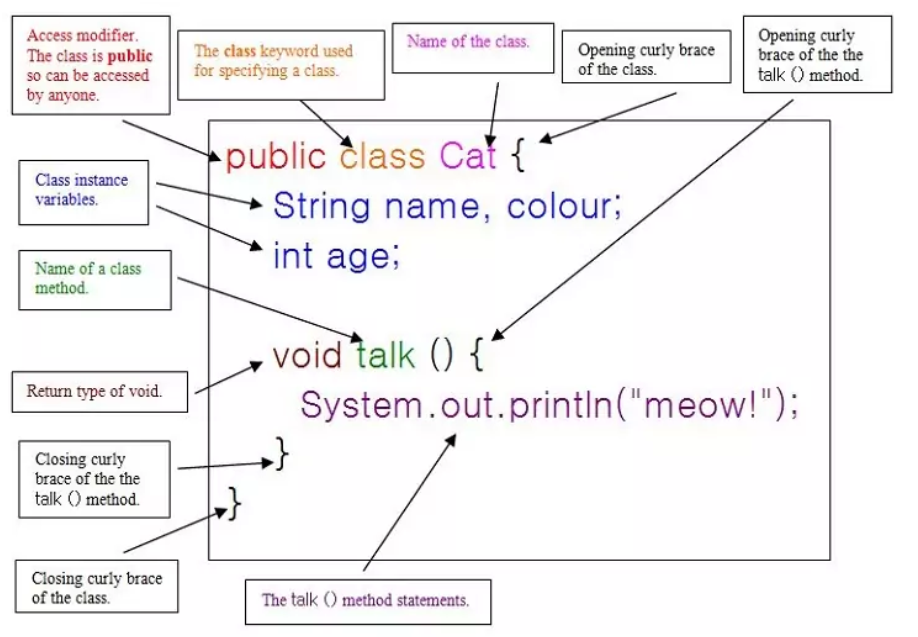 Access modifier.
The class is public
so can be accessed
by anyone.
The class keyword used
for specifying a class.
Name of the class.
Opening curly brace
of the class.
Opening curly
brace of the the
talk () method.
public class Cat {
Class instance
variables.
String name, colour;
int age;
Name of a class
method.
void talk () {
Return type of void.
System.out.println("meow!");
Closing curly
brace of the the
talk () method.
}
}
Closing curly brace
of the class.
The talk () method statements.